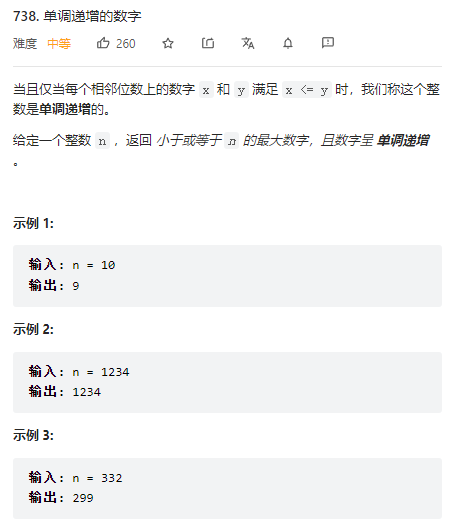 738. 单调递增的数字
难度 中等 260
当且仅当每个相邻位数上的数字 x 和 y 满足 x <= y 时，我们称这个整
数是单调递增的。
给定一个整数 n ，返回 小于或等于 n 的最大数字，且数字呈 单调递增
。
示例 1:
输入: n = 10
输出: 9
示例 2:
输入: n = 1234
输出: 1234
示例 3:
输入: n = 332
输出: 299